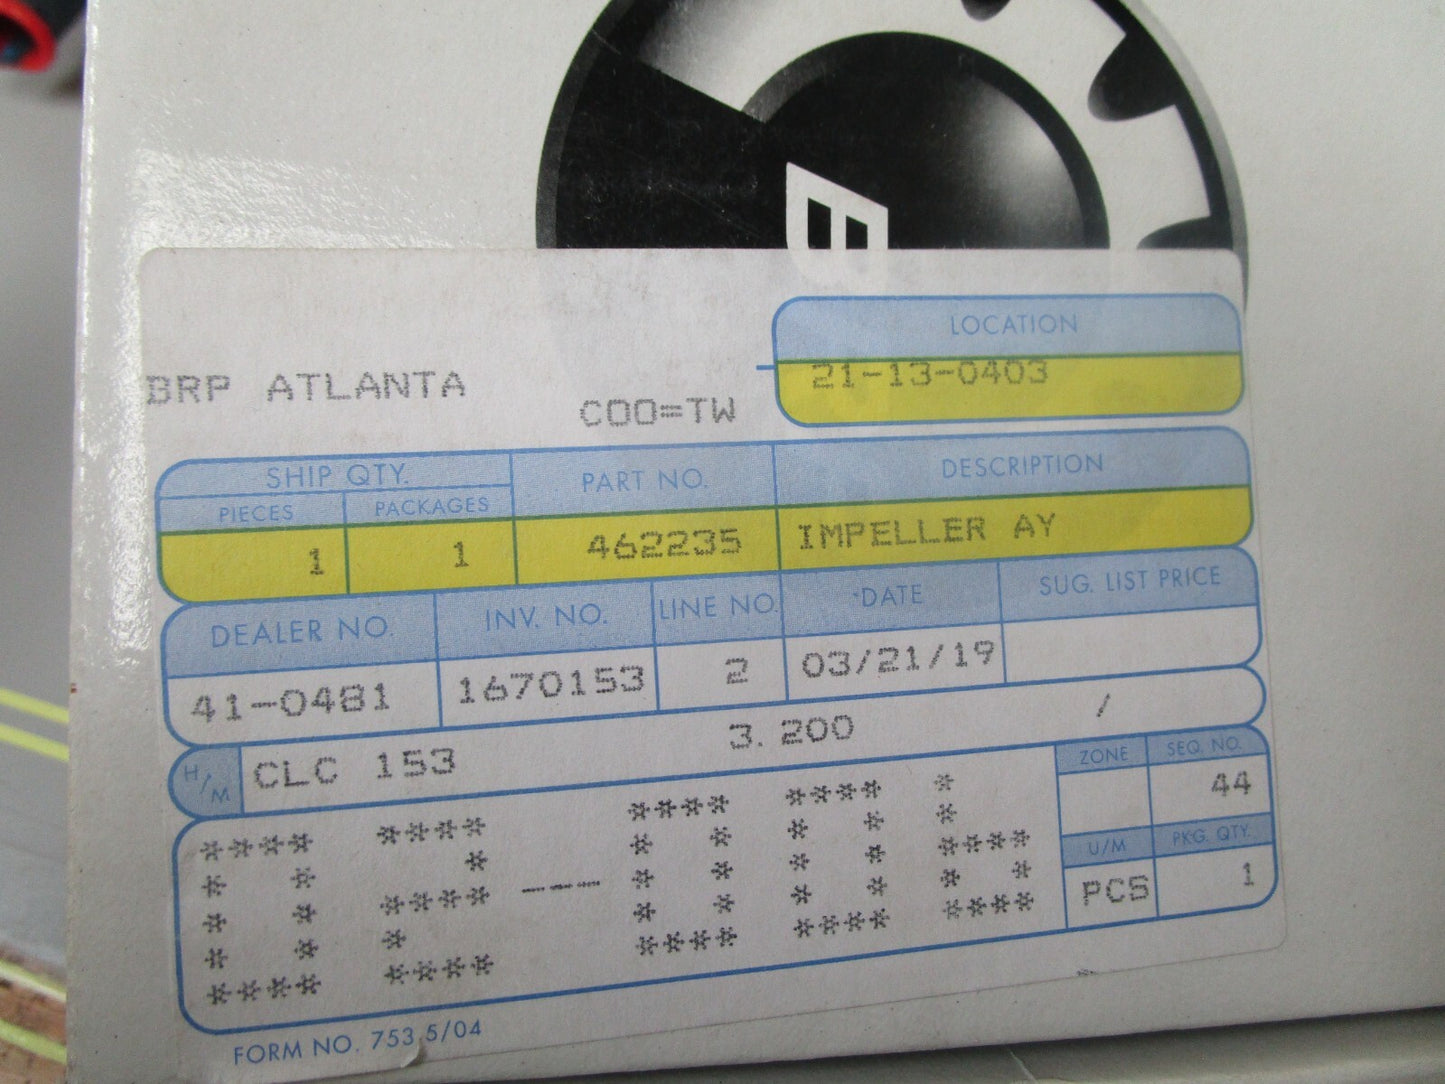 LOCATION
21-13-0403
BRP ATLANTA
COO=TW
SHIP QTY.
PIECES
PACKAGES
PART NO.
DESCRIPTION
1
1
462235
IMPELLER AY
DEALER NO.
INV. NO.
LINE NO.
DATE
SUG. LIST PRICE
41-0481
1670153
2
03/21/19
H/M
CLC 153
3.200
/
ZONE
SEQ. NO.
44
U/M
PKG. QTY.
PCS
1
02---006
FORM NO. 753 5/04